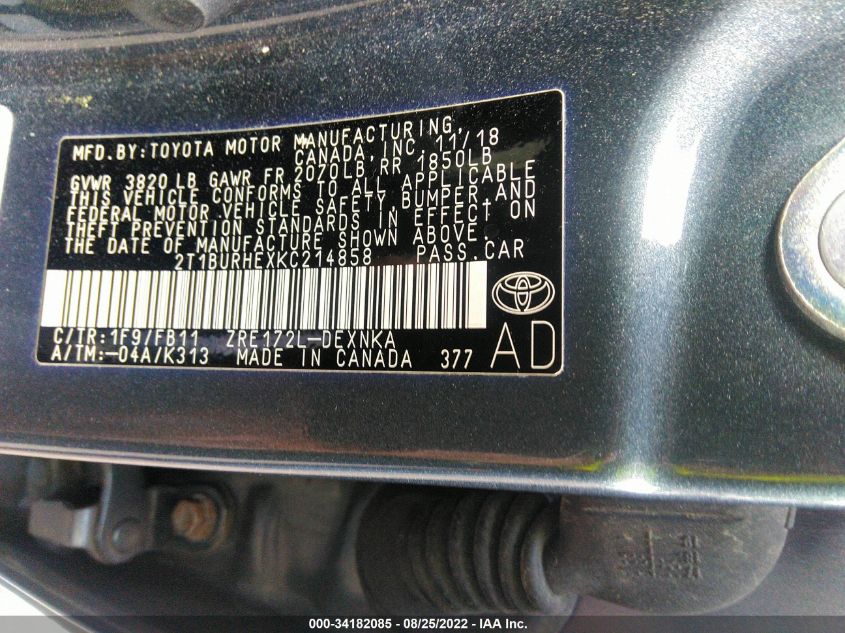 MFD.BY:TOYOTA MOTOR MANUFACTURING,
CANADA,INC. 11/18
GVWR 3820 LB GAWR FR 2070LB RR 1850LB
THIS VEHICLE CONFORMS TO ALL APPLICABLE
FEDERAL MOTOR VEHICLE SAFETY,BUMPER,AND
THEFT PREVENTION STANDARDS IN EFFECT ON
THE DATE OF MANUFACTURE SHOWN ABOVE.
2T1BURHEXKC214858 PASS.CAR
C/TR:1F9/FB11 ZRE172L-DEXNKA
A/TM:-04A/K313 MADE IN CANADA 377
AD
000-34182085 - 08/25/2022 - IAA Inc.